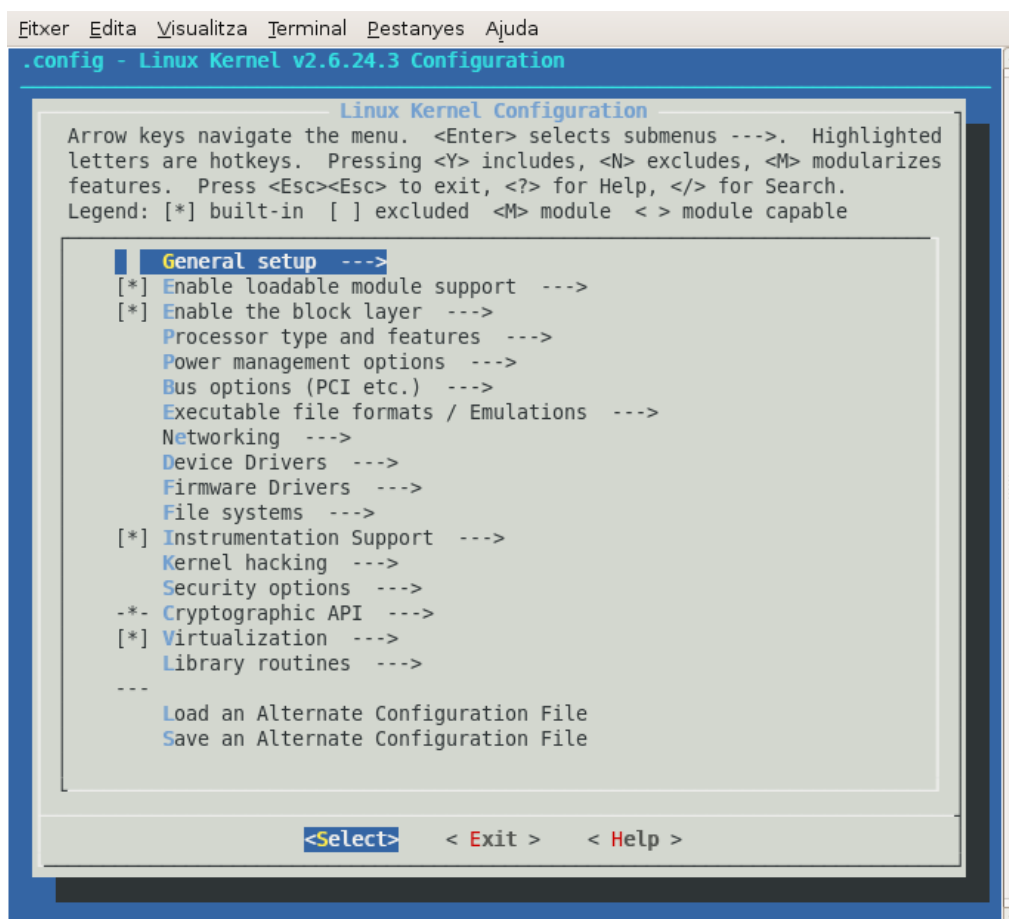 Fitxer Edita Visualitza Terminal Pestanyes Ajuda
.config - Linux Kernel v2.6.24.3 Configuration
Linux Kernel Configuration
Arrow keys navigate the menu. <Enter> selects submenus --->. Highlighted
letters are hotkeys. Pressing <Y> includes, <N> excludes, <M> modularizes
features. Press <Esc><Esc> to exit, <?> for Help, </> for Search.
Legend: [*] built-in [ ] excluded <M> module < > module capable
General setup --->
[*] Enable loadable module support --->
[*] Enable the block layer --->
Processor type and features --->
Power management options --->
Bus options (PCI etc.) --->
Executable file formats / Emulations --->
Networking --->
Device Drivers --->
Firmware Drivers --->
File systems --->
[*] Instrumentation Support --->
Kernel hacking --->
Security options --->
-*- Cryptographic API --->
[*] Virtualization --->
Library routines --->
---
Load an Alternate Configuration File
Save an Alternate Configuration File
<Select> < Exit > < Help >